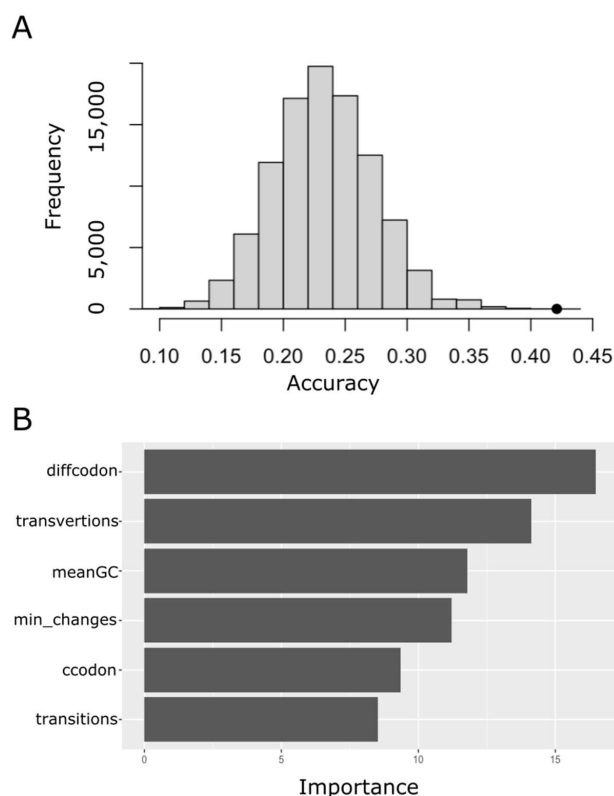 A
Frequency
15,000
5,000
0
0.10 0.15 0.20 0.25 0.30 0.35 0.40 0.45
Accuracy
B
diffcodon
transvertions
meanGC
min_changes
ccodon
transitions
0 5 10 15
Importance